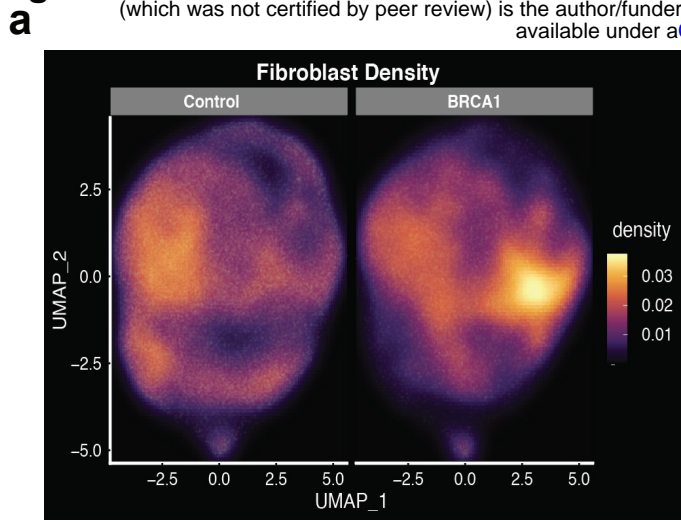 (which was not certified by peer review) is the author/funder
a
available under a
Fibroblast Density
Control
BRCA1
2.5
0.0
−2.5
−5.0
UMAP_2
−2.5 0.0 2.5 5.0
−2.5 0.0 2.5 5.0
UMAP_1
density
0.03
0.02
0.01